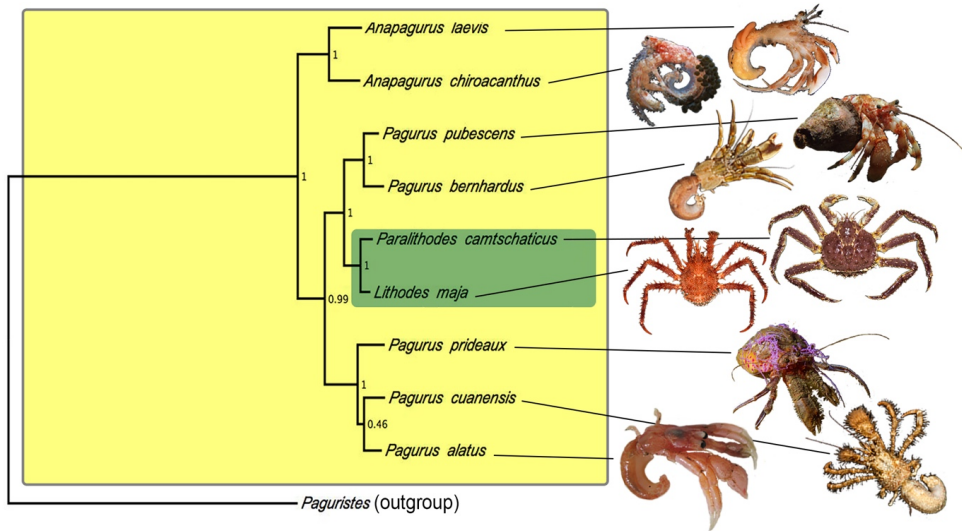 Anapagurus laevis
1
Anapagurus chiroacanthus
Pagurus pubescens
1
1
Pagurus bernhardus
1
Paralithodes camtschaticus
1
Lithodes maja
0.99
Pagurus prideaux
1
Pagurus cuanensis
0.46
Pagurus alatus
Paguristes (outgroup)